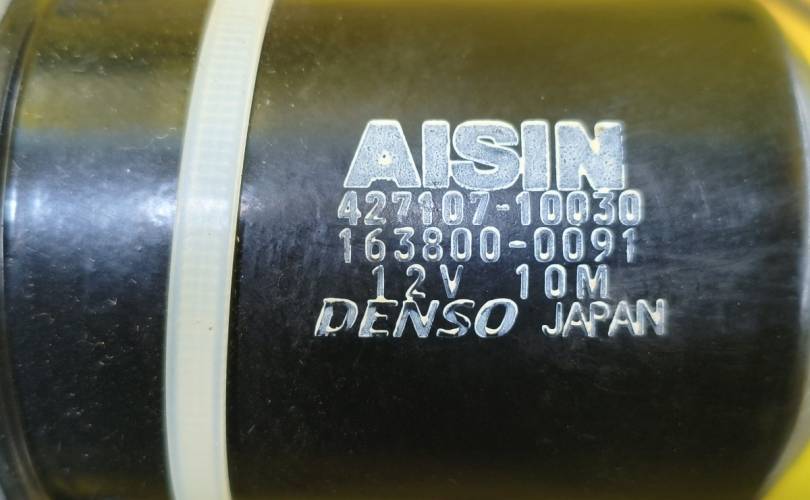 AISIN
427107-10030
163800-0091
12V 10M
DENSO JAPAN